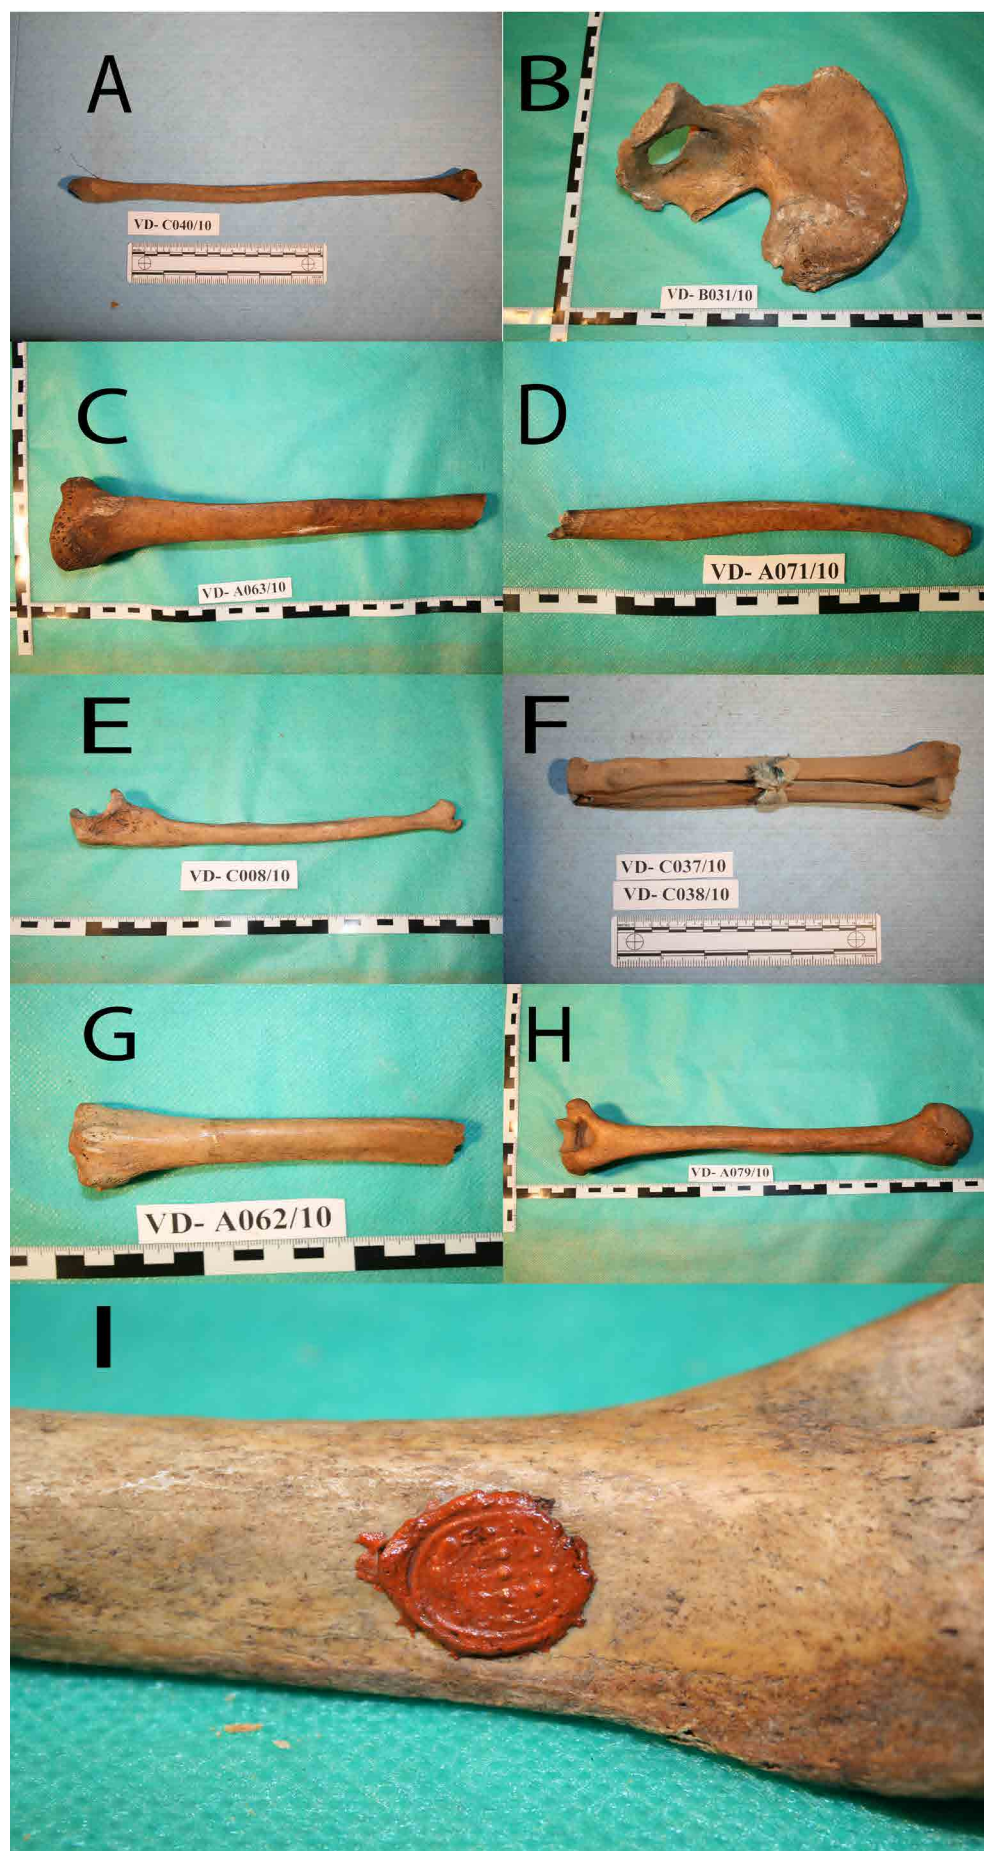 A
VD- C040/10
B
VD- B031/10
C
VD- A063/10
D
VD- A071/10
E
VD- C008/10
F
VD- C037/10
VD- C038/10
G
VD- A062/10
H
VD- A079/10
I